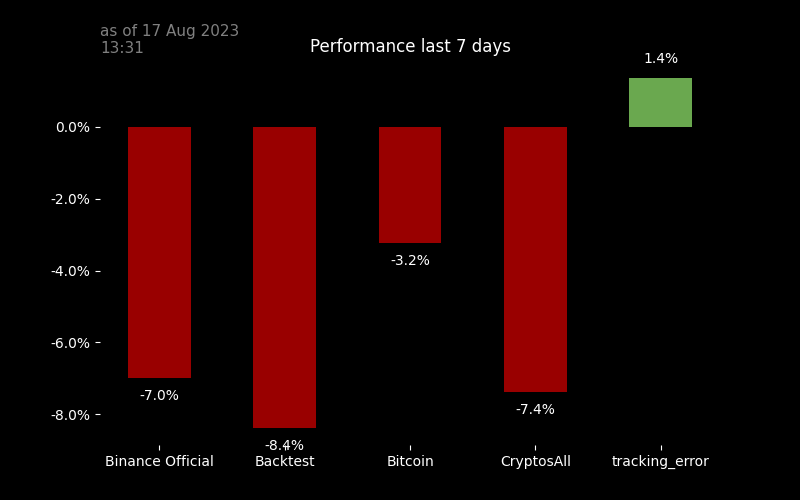 as of 17 Aug 2023
13:31
Performance last 7 days
1.4%
0.0%
-2.0%
-4.0%
-6.0%
-8.0%
-7.0%
-8.4%
-3.2%
-7.4%
Binance Official
Backtest
Bitcoin
CryptosAll
tracking_error